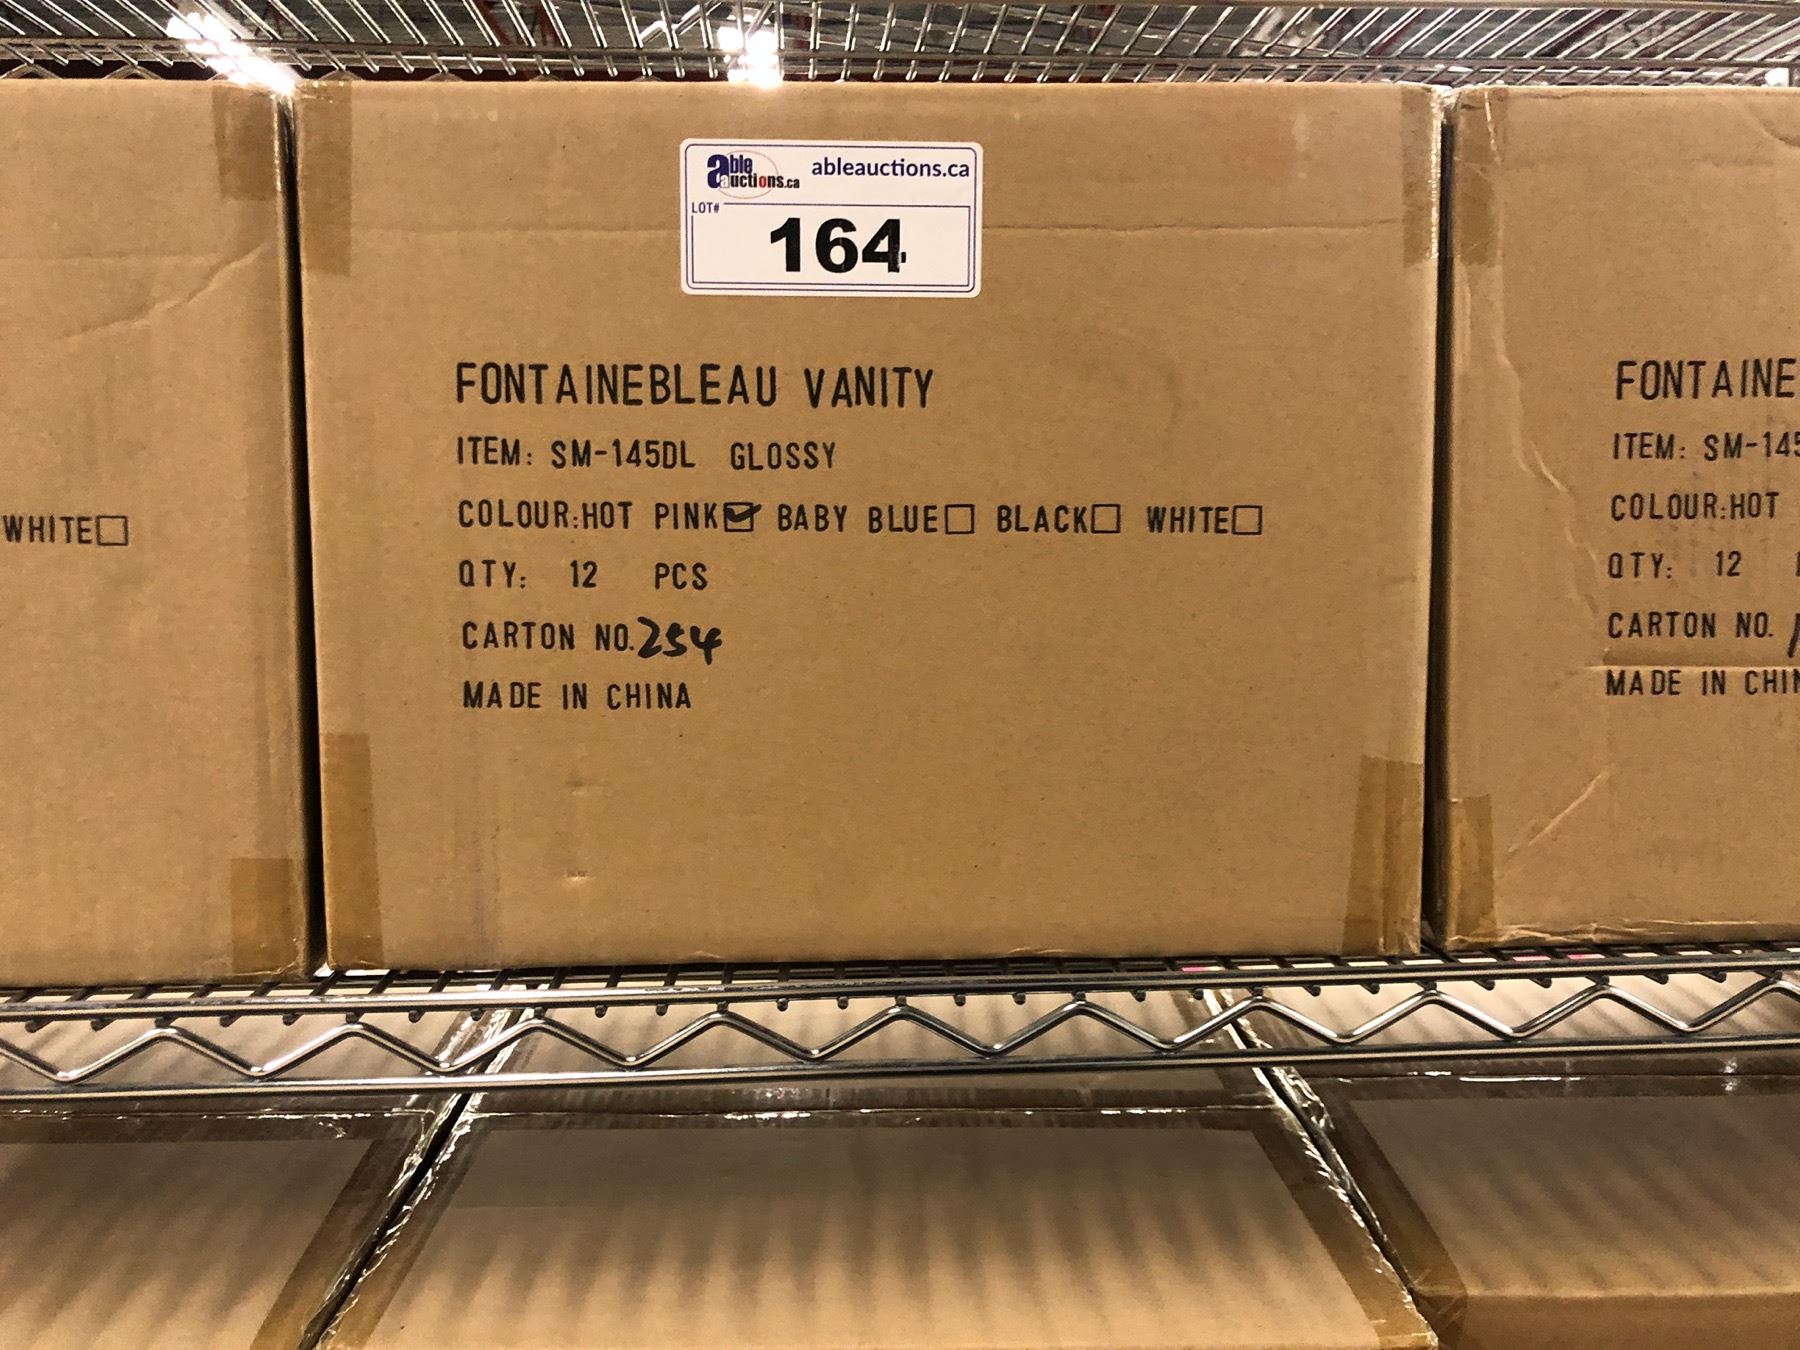 able auctions.ca ableauctions.ca
LOT#
164
FONTAINEBLEAU VANITY
ITEM: SM-145DL GLOSSY
COLOUR:HOT PINK☑ BABY BLUE☐ BLACK☐ WHITE☐
QTY: 12 PCS
CARTON NO.254
MADE IN CHINA
WHITE☐
FONTAINE
ITEM: SM-145
COLOUR:HOT
QTY: 12
CARTON NO.
MADE IN CHIN